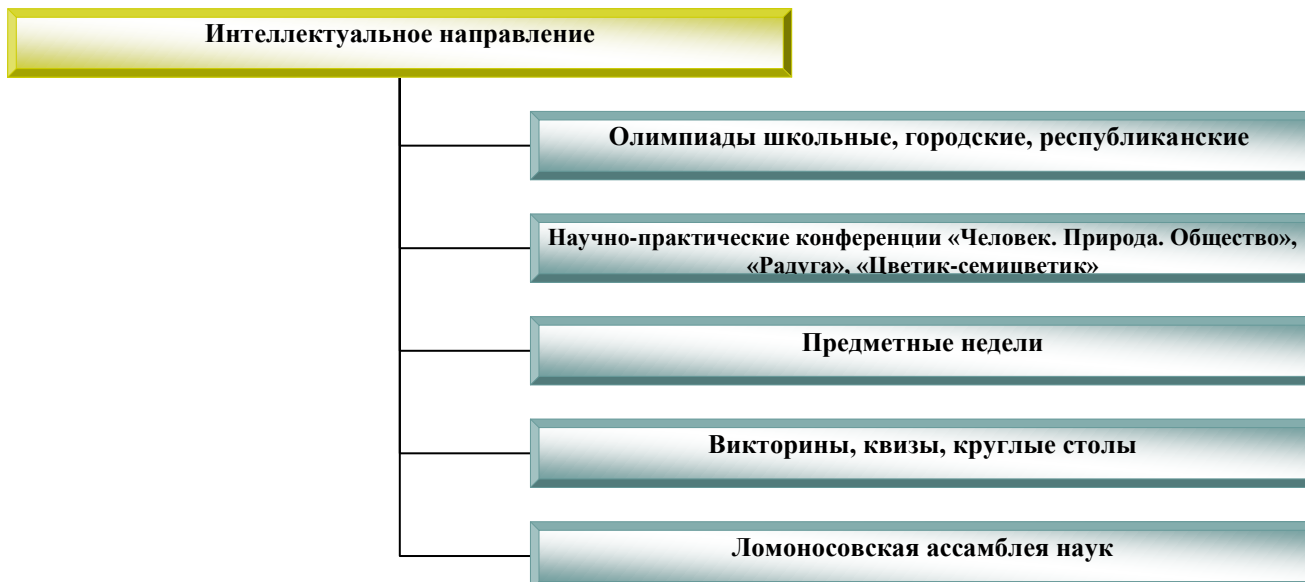 Интеллектуальное направление
Олимпиады школьные, городские, республиканские
Научно-практические конференции «Человек. Природа. Общество»,
«Радуга», «Цветик-семицветик»
Предметные недели
Викторины, квизы, круглые столы
Ломоносовская ассамблея наук